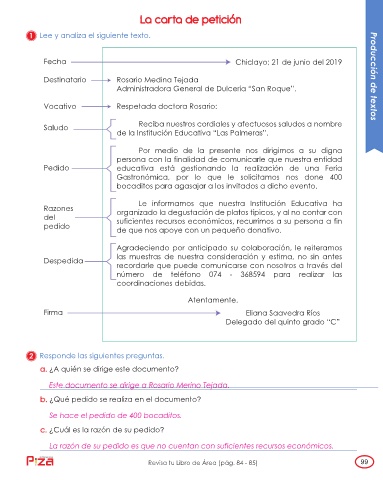 La carta de petición
1 Lee y analiza el siguiente texto.
Fecha Chiclayo; 21 de junio del 2019
Destinatario Rosario Medina Tejada
Administradora General de Dulcería "San Roque".
Vocativo Respetada doctora Rosario:
Saludo
Reciba nuestros cordiales y afectuosos saludos a nombre
de la Institución Educativa "Las Palmeras".
Pedido
Por medio de la presente nos dirigimos a su digna
persona con la finalidad de comunicarle que nuestra entidad
educativa está gestionando la realización de una Feria
Gastronómica, por lo que le solicitamos nos done 400
bocaditos para agasajar a los invitados a dicho evento.
Razones
del
pedido
Le informamos que nuestra Institución Educativa ha
organizado la degustación de platos típicos, y al no contar con
suficientes recursos económicos, recurrimos a su persona a fin
de que nos apoye con un pequeño donativo.
Despedida
Agradeciendo por anticipado su colaboración, le reiteramos
las muestras de nuestra consideración y estima, no sin antes
recordarle que puede comunicarse con nosotros a través del
número de teléfono 074 - 368594 para realizar las
coordinaciones debidas.
Atentamente,
Firma Eliana Saavedra Ríos
Delegado del quinto grado "C"
Producción de textos
2 Responde las siguientes preguntas.
a. ¿A quién se dirige este documento?
Este documento se dirige a Rosario Merino Tejada.
b. ¿Qué pedido se realiza en el documento?
Se hace el pedido de 400 bocaditos.
c. ¿Cuál es la razón de su pedido?
La razón de su pedido es que no cuentan con suficientes recursos económicos.
Revisa tu Libro de Área (pág. 84 - 85)
99